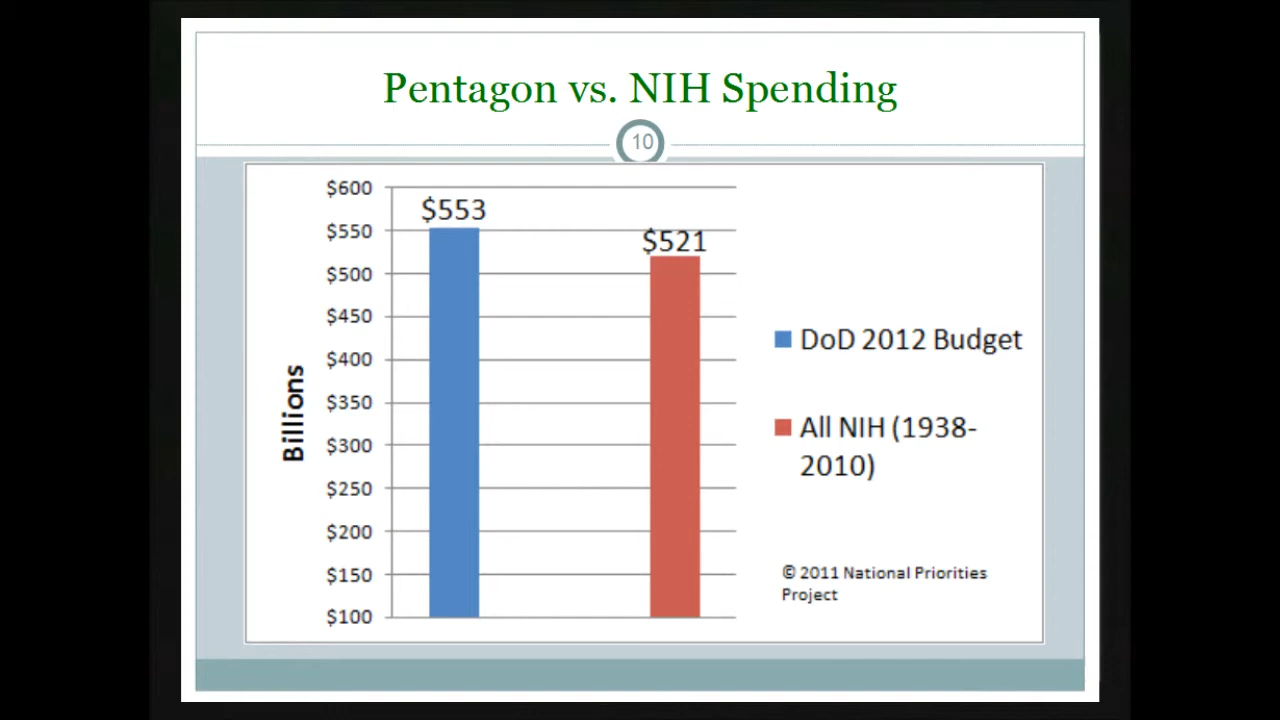 Pentagon vs. NIH Spending
10
$600
$550
$500
$450
$400
$350
$300
$250
$200
$150
$100
Billions
$553
$521
DoD 2012 Budget
All NIH (1938-
2010)
© 2011 National Priorities
Project